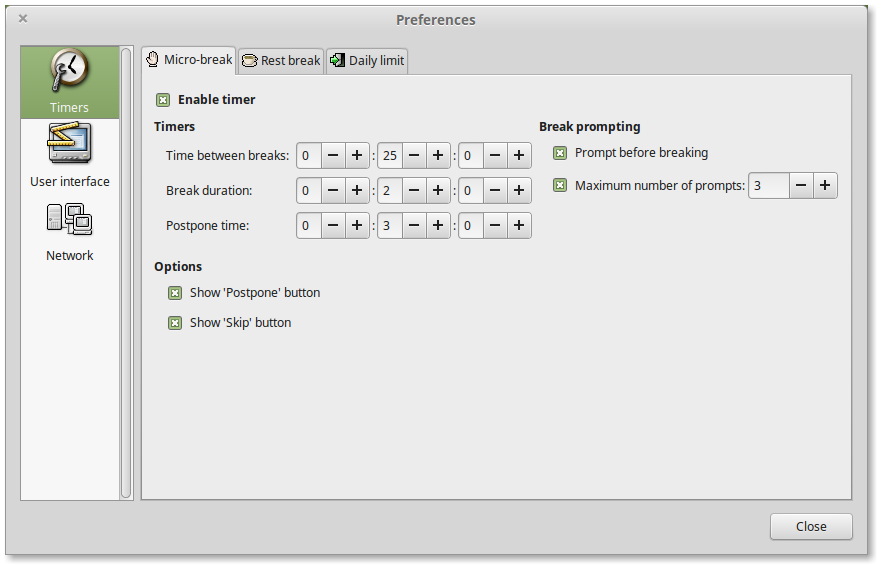 Preferences
Timers
User interface
Network
Micro-break Rest break Daily limit
Enable timer
Timers
Time between breaks: 0 − + : 25 − + : 0 − +
Break duration: 0 − + : 2 − + : 0 − +
Postpone time: 0 − + : 3 − + : 0 − +
Break prompting
Prompt before breaking
Maximum number of prompts: 3 − +
Options
Show 'Postpone' button
Show 'Skip' button
Close